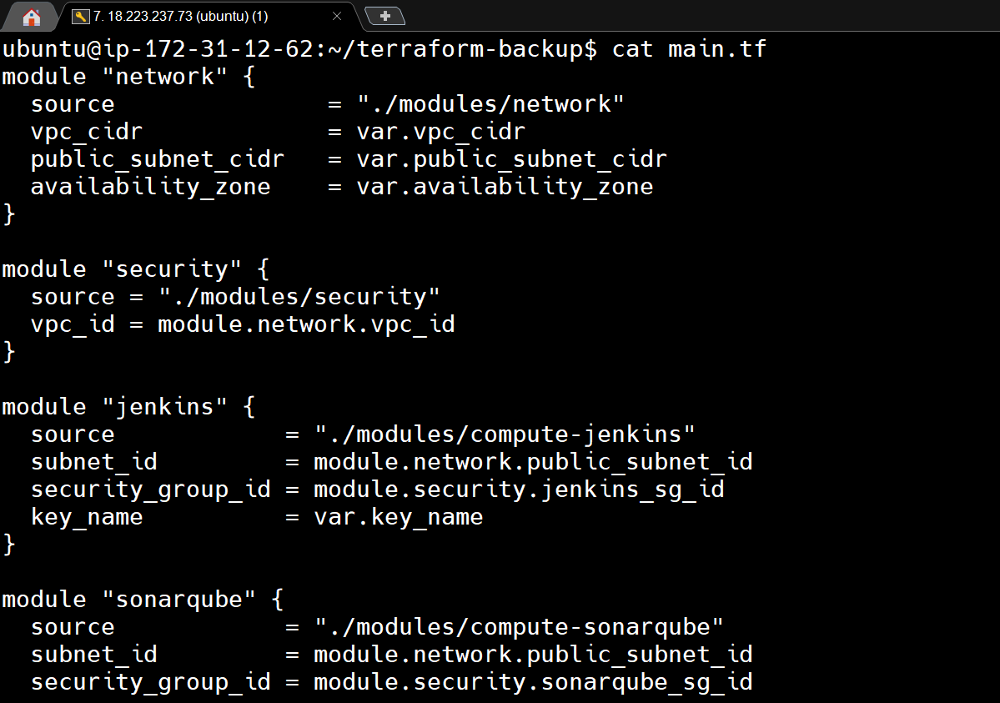 7. 18.223.237.73 (ubuntu) (1)
ubuntu@ip-172-31-12-62:~/terraform-backup$ cat main.tf
module "network" {
  source               = "./modules/network"
  vpc_cidr             = var.vpc_cidr
  public_subnet_cidr   = var.public_subnet_cidr
  availability_zone    = var.availability_zone
}

module "security" {
  source = "./modules/security"
  vpc_id = module.network.vpc_id
}

module "jenkins" {
  source            = "./modules/compute-jenkins"
  subnet_id         = module.network.public_subnet_id
  security_group_id = module.security.jenkins_sg_id
  key_name          = var.key_name
}

module "sonarqube" {
  source            = "./modules/compute-sonarqube"
  subnet_id         = module.network.public_subnet_id
  security_group_id = module.security.sonarqube_sg_id